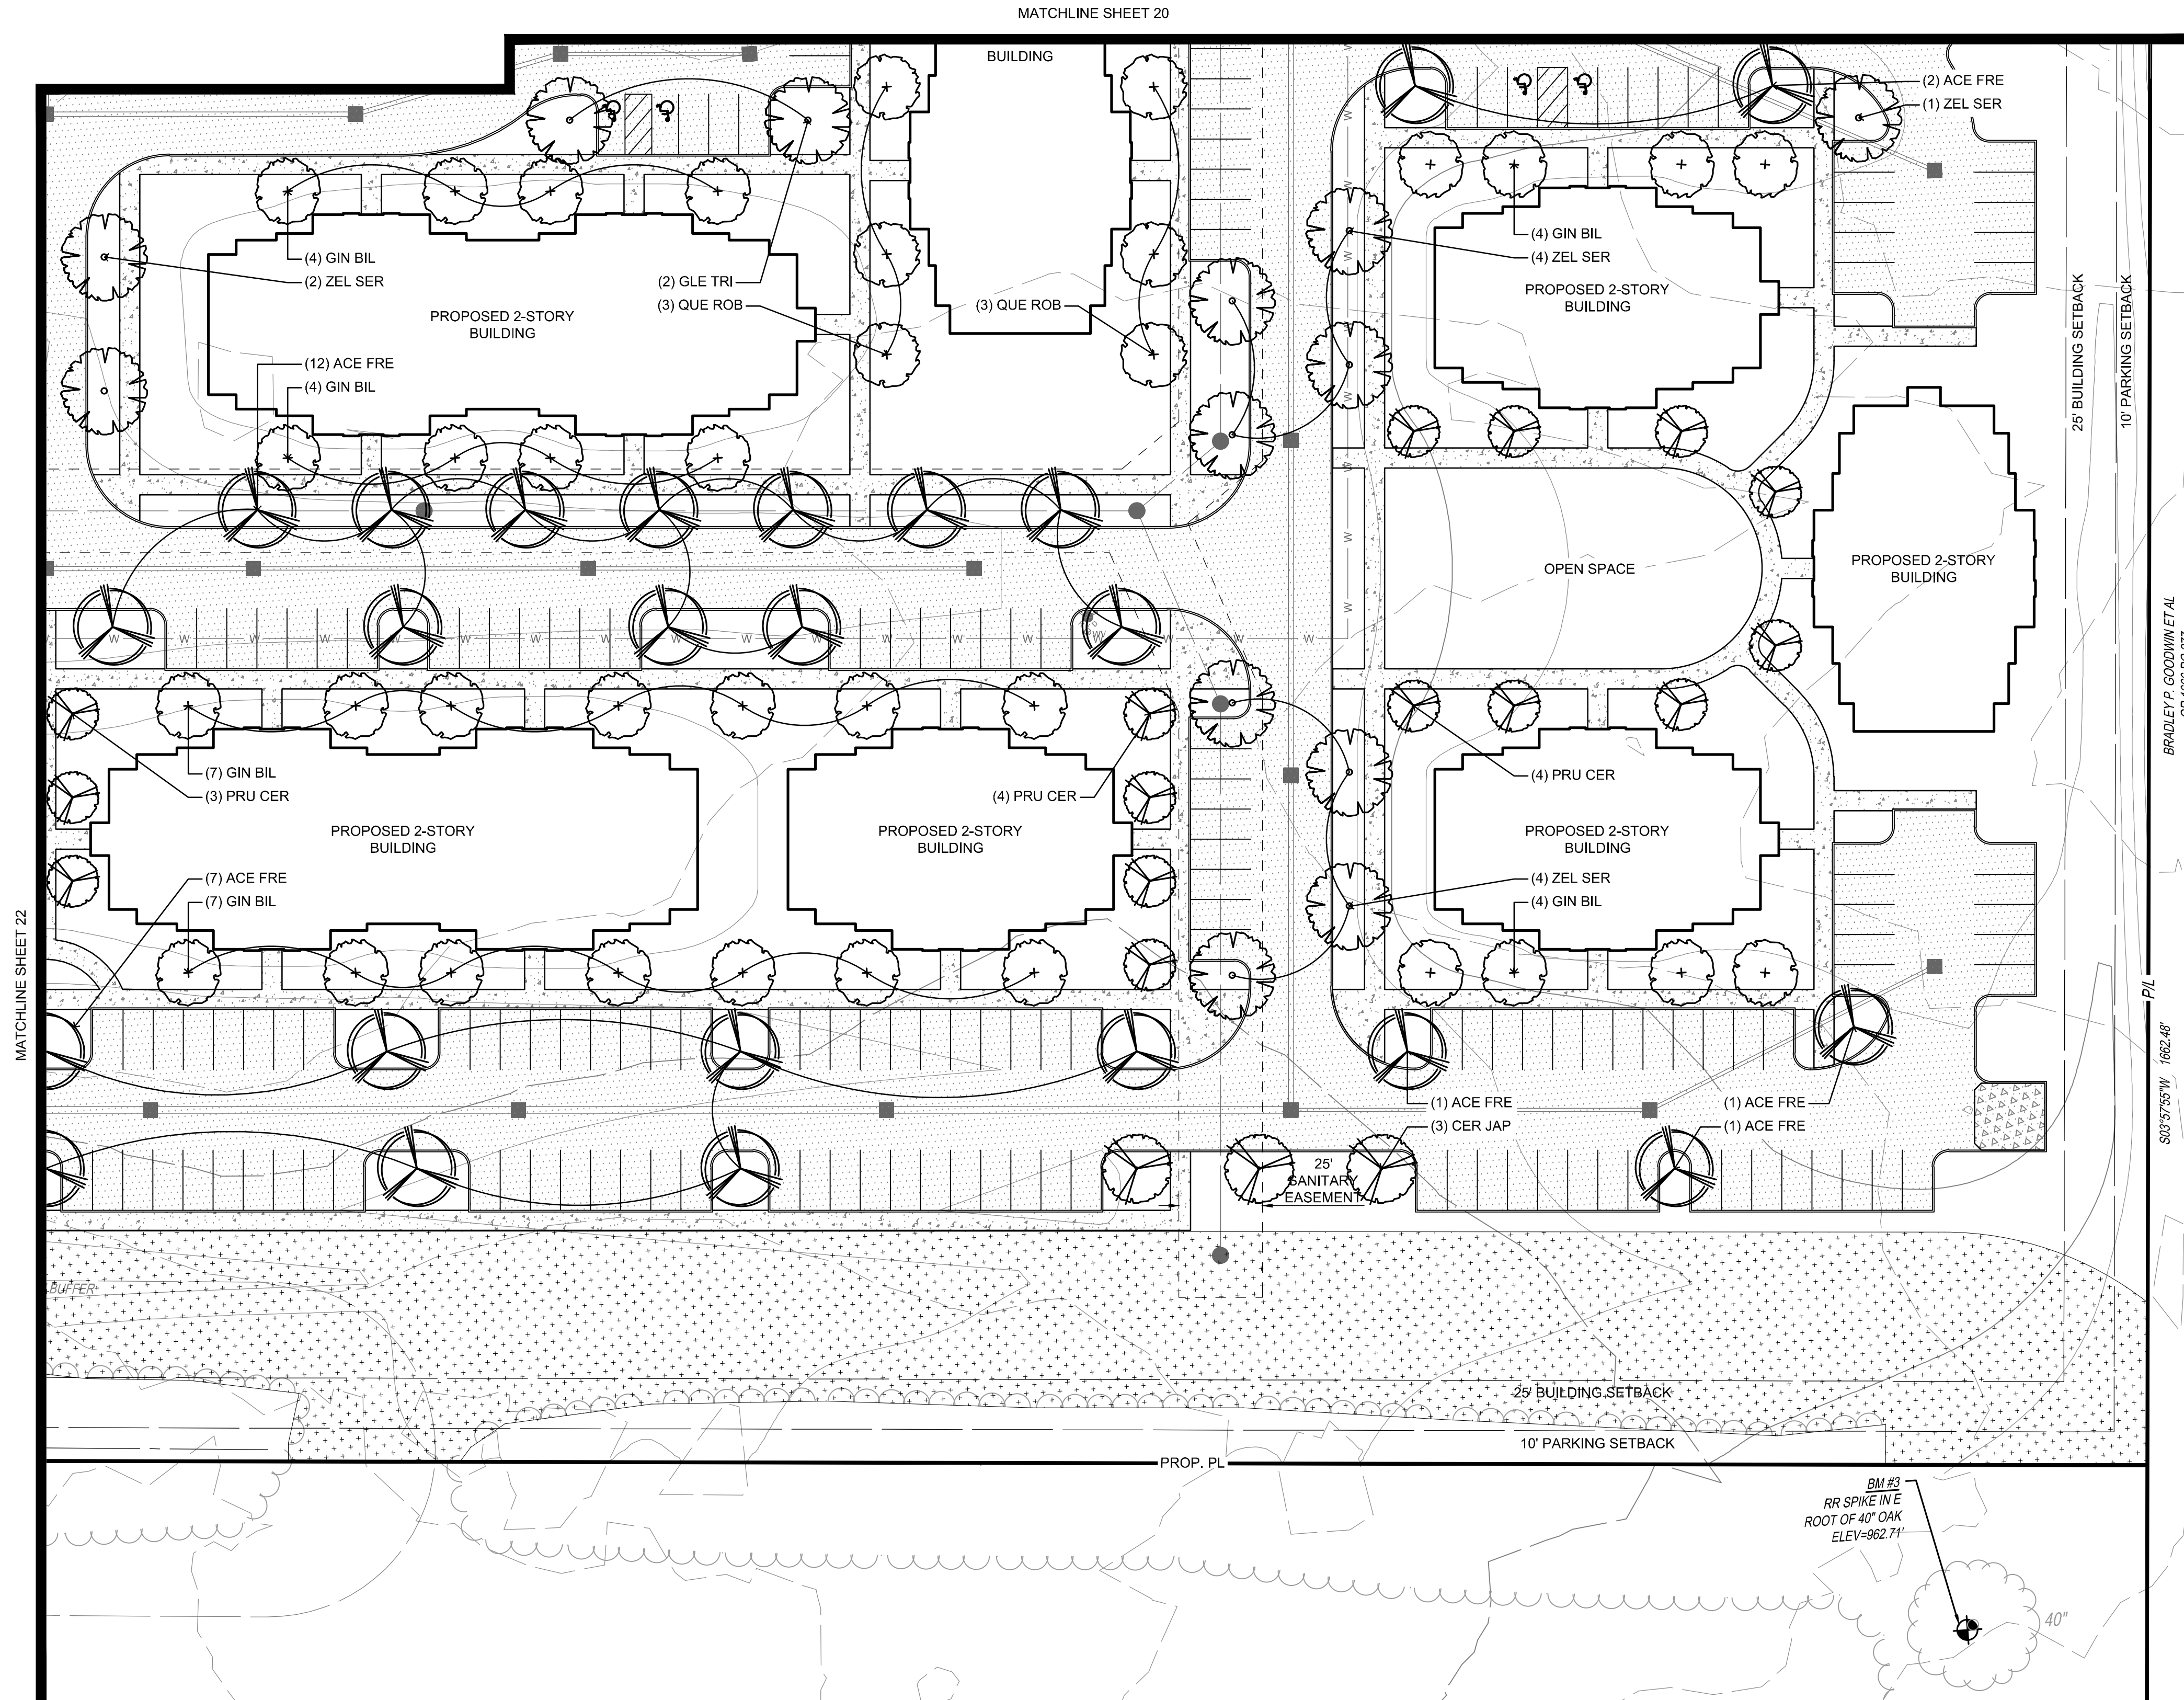 MATCHLINE SHEET 20
BUILDING
(2) ACE FRE
(1) ZEL SER
(4) GIN BIL
(2) ZEL SER
(2) GLE TRI
(3) QUE ROB
(3) QUE ROB
(4) GIN BIL
(4) ZEL SER
PROPOSED 2-STORY
BUILDING
PROPOSED 2-STORY
BUILDING
25' BUILDING SETBACK
10' PARKING SETBACK
(12) ACE FRE
(4) GIN BIL
OPEN SPACE
PROPOSED 2-STORY
BUILDING
W W W W W W
W W W W W W W W W W W W W W W W W W W
BRADLEY P. GOODWIN ET AL
(7) GIN BIL
(3) PRU CER
(4) PRU CER
(4) PRU CER
PROPOSED 2-STORY
BUILDING
PROPOSED 2-STORY
BUILDING
PROPOSED 2-STORY
BUILDING
(7) ACE FRE
(7) GIN BIL
(4) ZEL SER
(4) GIN BIL
MATCHLINE SHEET 22
P/L
S03°57'55"W 1662.48'
(1) ACE FRE
(3) CER JAP
(1) ACE FRE
(1) ACE FRE
25'
SANITARY
EASEMENT
BUFFER
25' BUILDING SETBACK
10' PARKING SETBACK
PROP. PL
BM #3
RR SPIKE IN E
ROOT OF 40" OAK
ELEV=962.71'
40"